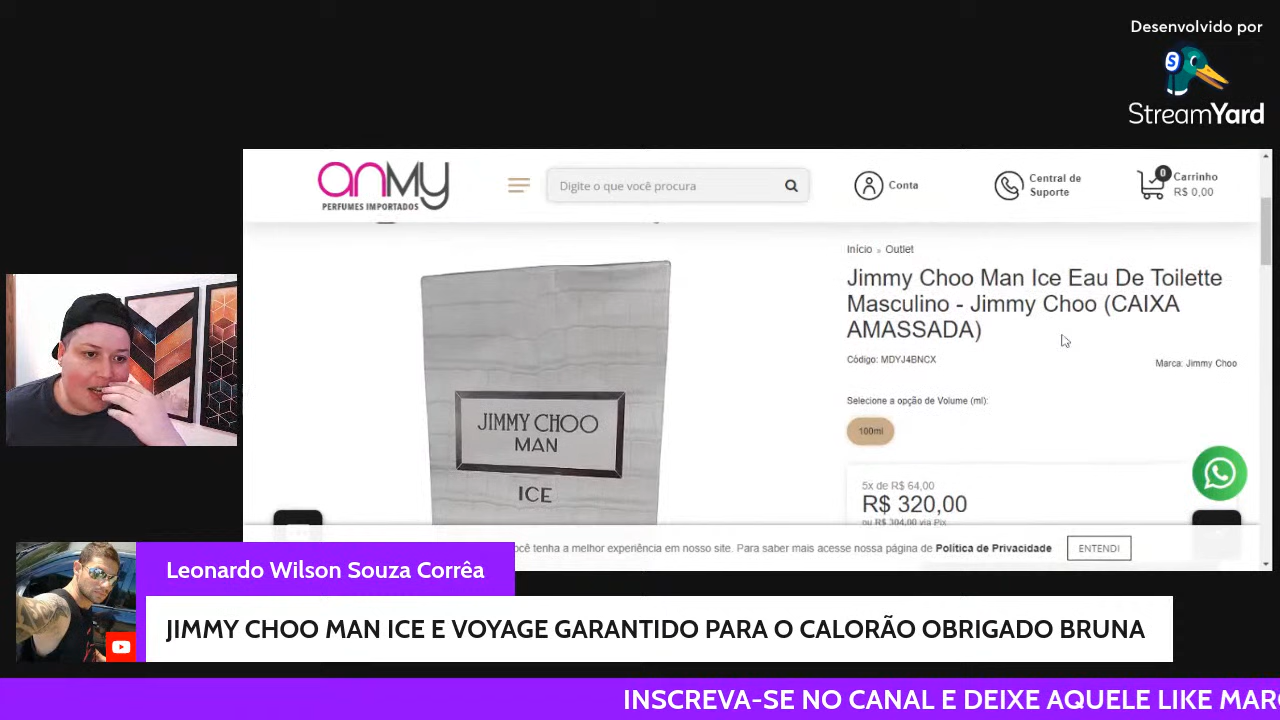 Desenvolvido por
StreamYard
anMy
PERFUMES IMPORTADOS
Digite o que você procura
Conta
Central de
Suporte
0
Carrinho
R$ 0,00
Início » Outlet
Jimmy Choo Man Ice Eau De Toilette
Masculino - Jimmy Choo (CAIXA
AMASSADA)
Código: MDYJ4BNCX
Marca: Jimmy Choo
Selecione a opção de Volume (ml):
100ml
5x de R$ 64,00
R$ 320,00
ou R$ 304,00 via Pix
JIMMY CHOO
MAN
ICE
ocê tenha a melhor experiência em nosso site. Para saber mais acesse nossa página de Política de Privacidade
ENTENDI
Leonardo Wilson Souza Corrêa
JIMMY CHOO MAN ICE E VOYAGE GARANTIDO PARA O CALORÃO OBRIGADO BRUNA
INSCREVA-SE NO CANAL E DEIXE AQUELE LIKE MAR